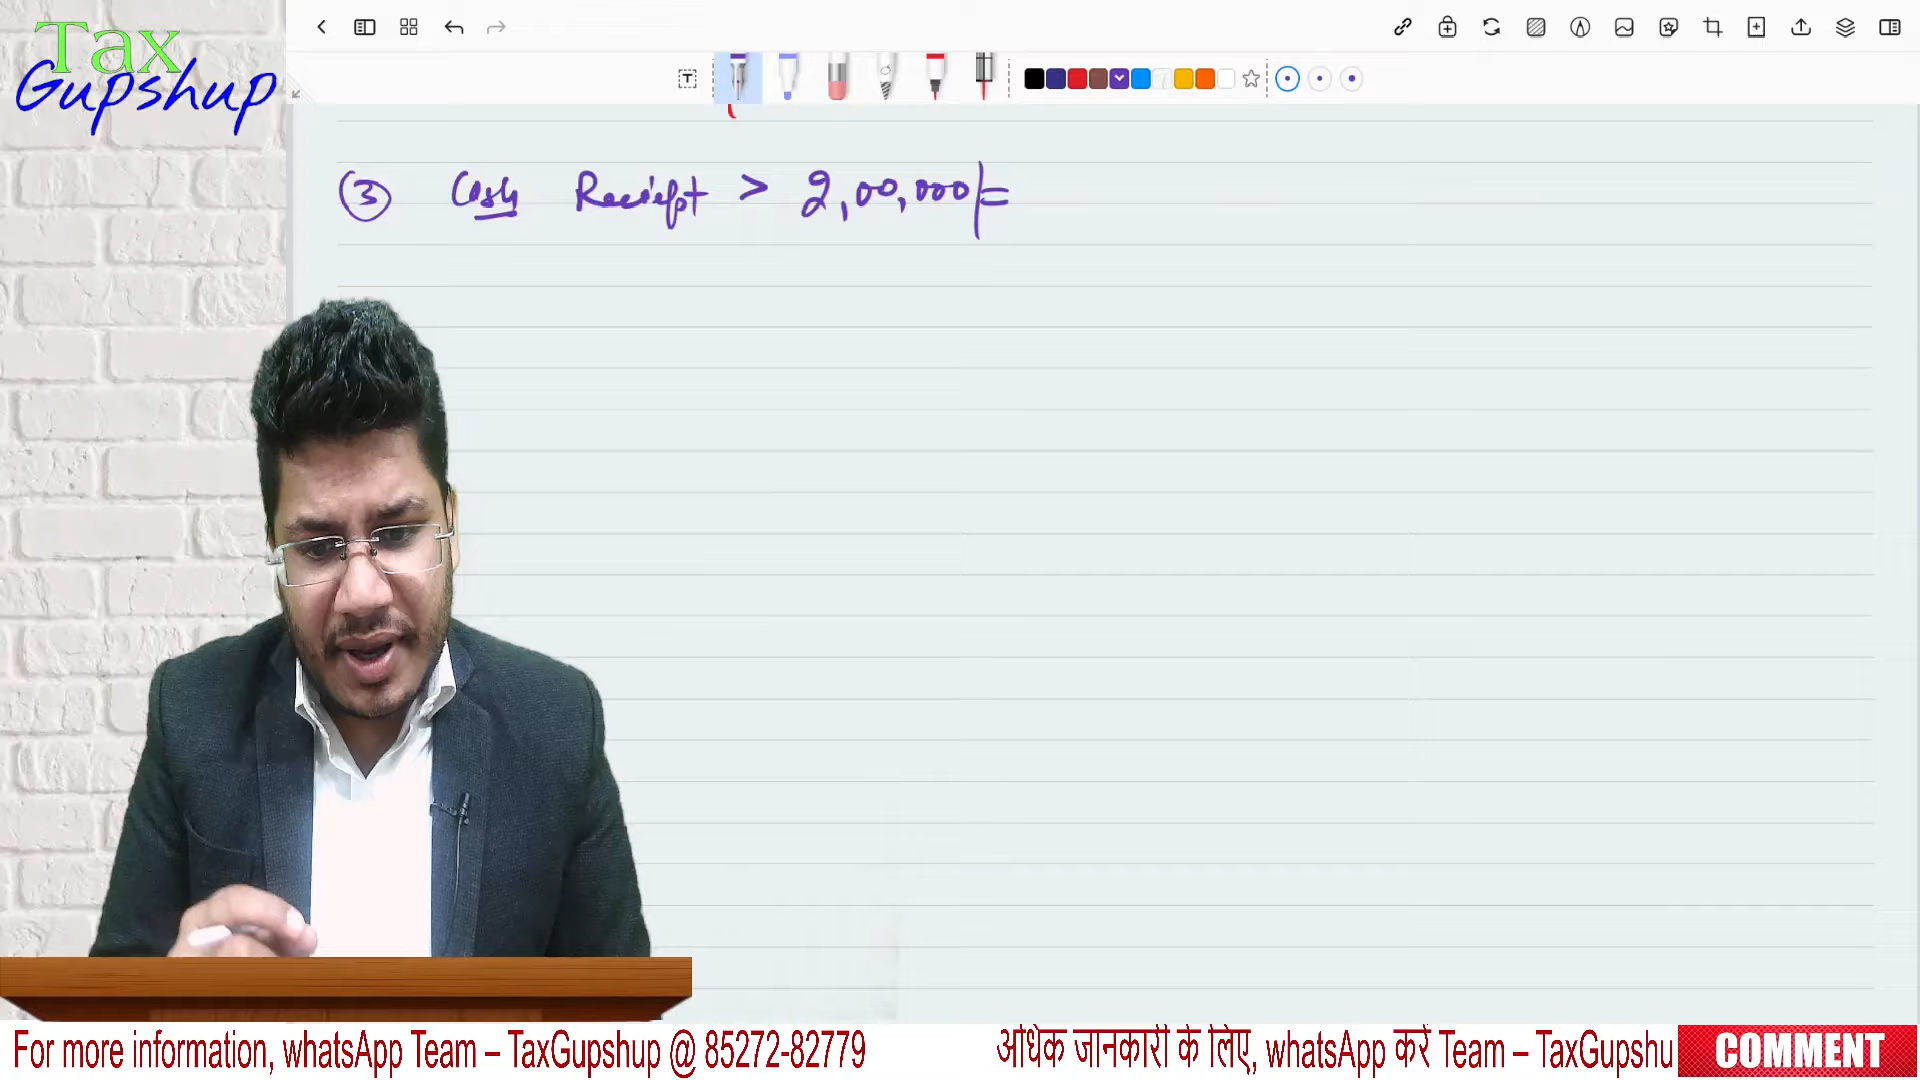 Tax
Gupshup
T
③ Cash Reciept > 2,00,000/=
For more information, whatsApp Team – TaxGupshup @ 85272-82779
अधिक जानकारी के लिए, whatsApp करें Team – TaxGupshu
COMMENT